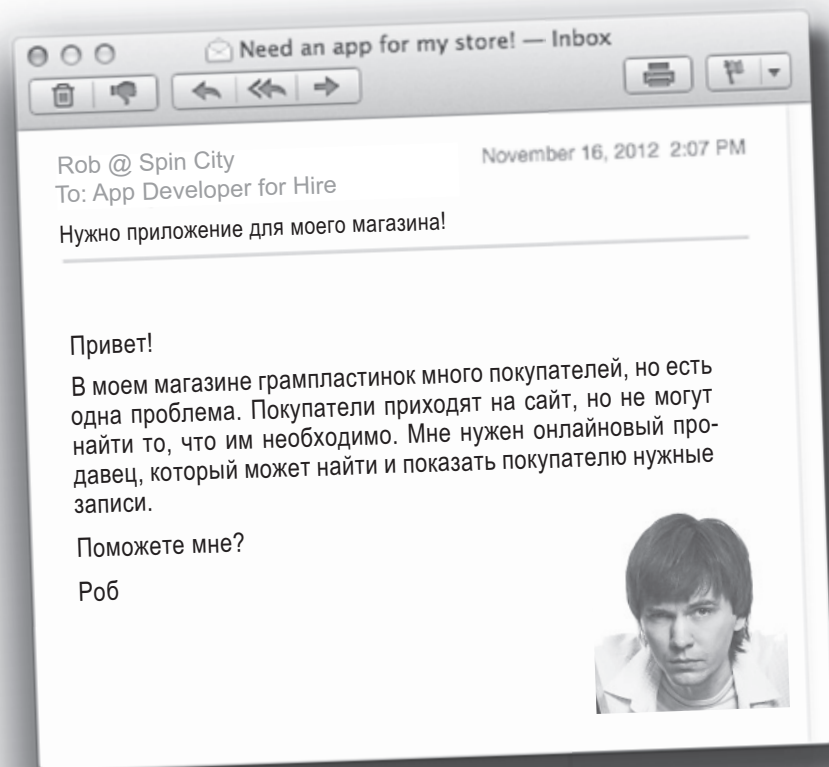 Need an app for my store! — Inbox
Rob @ Spin City
November 16, 2012 2:07 PM
To: App Developer for Hire
Нужно приложение для моего магазина!
Привет!
В моем магазине грампластинок много покупателей, но есть
одна проблема. Покупатели приходят на сайт, но не могут
найти то, что им необходимо. Мне нужен онлайновый про-
давец, который может найти и показать покупателю нужные
записи.
Поможете мне?
Роб